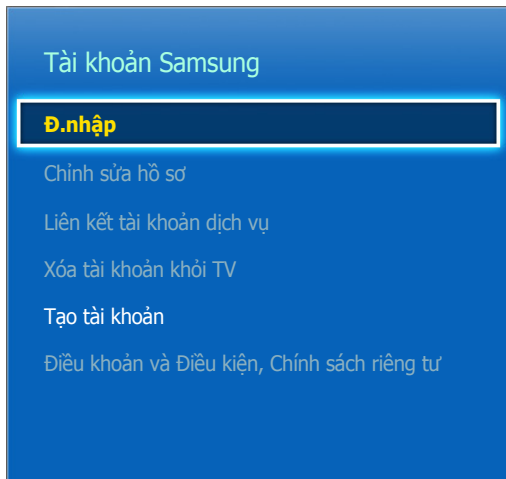 Tài khoản Samsung
Đ.nhập
Chỉnh sửa hồ sơ
Liên kết tài khoản dịch vụ
Xóa tài khoản khỏi TV
Tạo tài khoản
Điều khoản và Điều kiện, Chính sách riêng tư